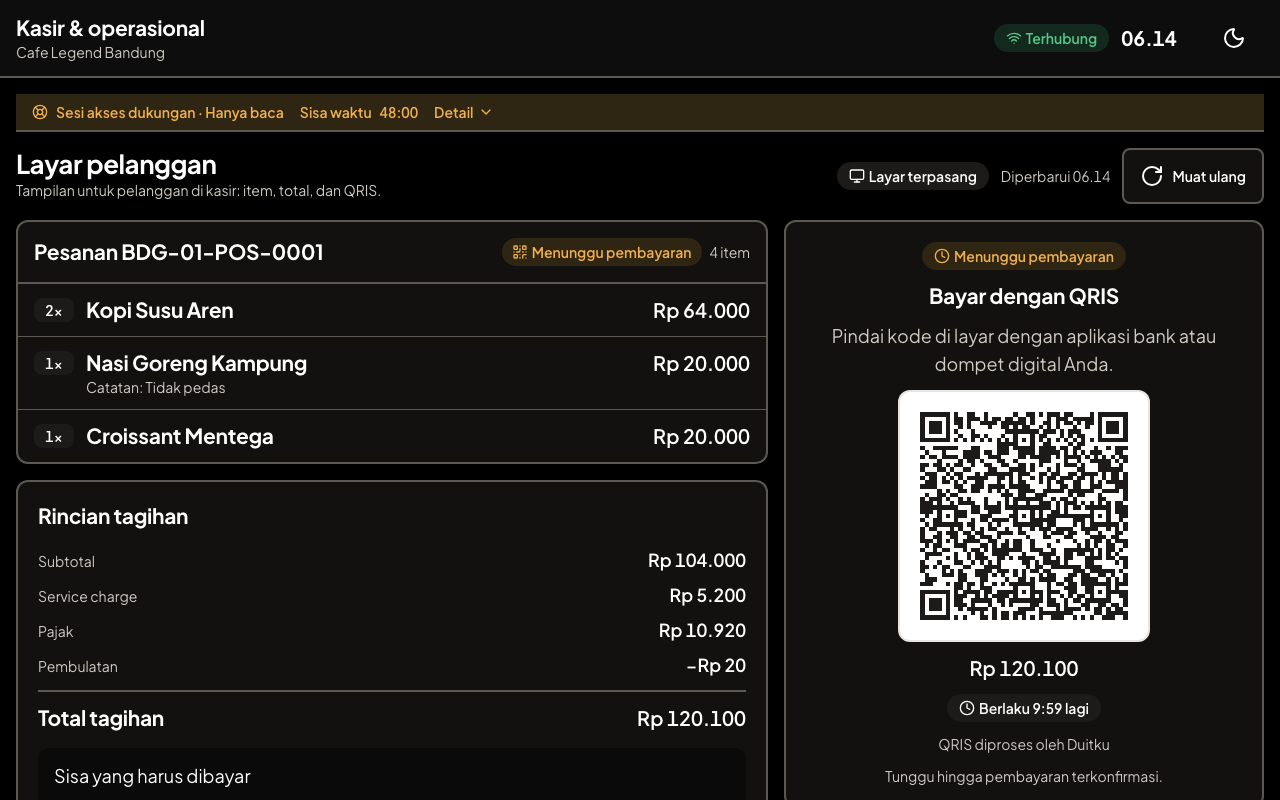 Kasir & operasional
Cafe Legend Bandung
Terhubung
06.14
Sesi akses dukungan · Hanya baca
Sisa waktu 48:00
Detail
Layar pelanggan
Tampilan untuk pelanggan di kasir: item, total, dan QRIS.
Layar terpasang
Diperbarui 06.14
Muat ulang
Pesanan BDG-01-POS-0001
Menunggu pembayaran
4 item
2× Kopi Susu Aren Rp 64.000
1× Nasi Goreng Kampung Rp 20.000
Catatan: Tidak pedas
1× Croissant Mentega Rp 20.000
Rincian tagihan
Subtotal Rp 104.000
Service charge Rp 5.200
Pajak Rp 10.920
Pembulatan −Rp 20
Total tagihan Rp 120.100
Sisa yang harus dibayar
Menunggu pembayaran
Bayar dengan QRIS
Pindai kode di layar dengan aplikasi bank atau
dompet digital Anda.
Rp 120.100
Berlaku 9:59 lagi
QRIS diproses oleh Duitku
Tunggu hingga pembayaran terkonfirmasi.